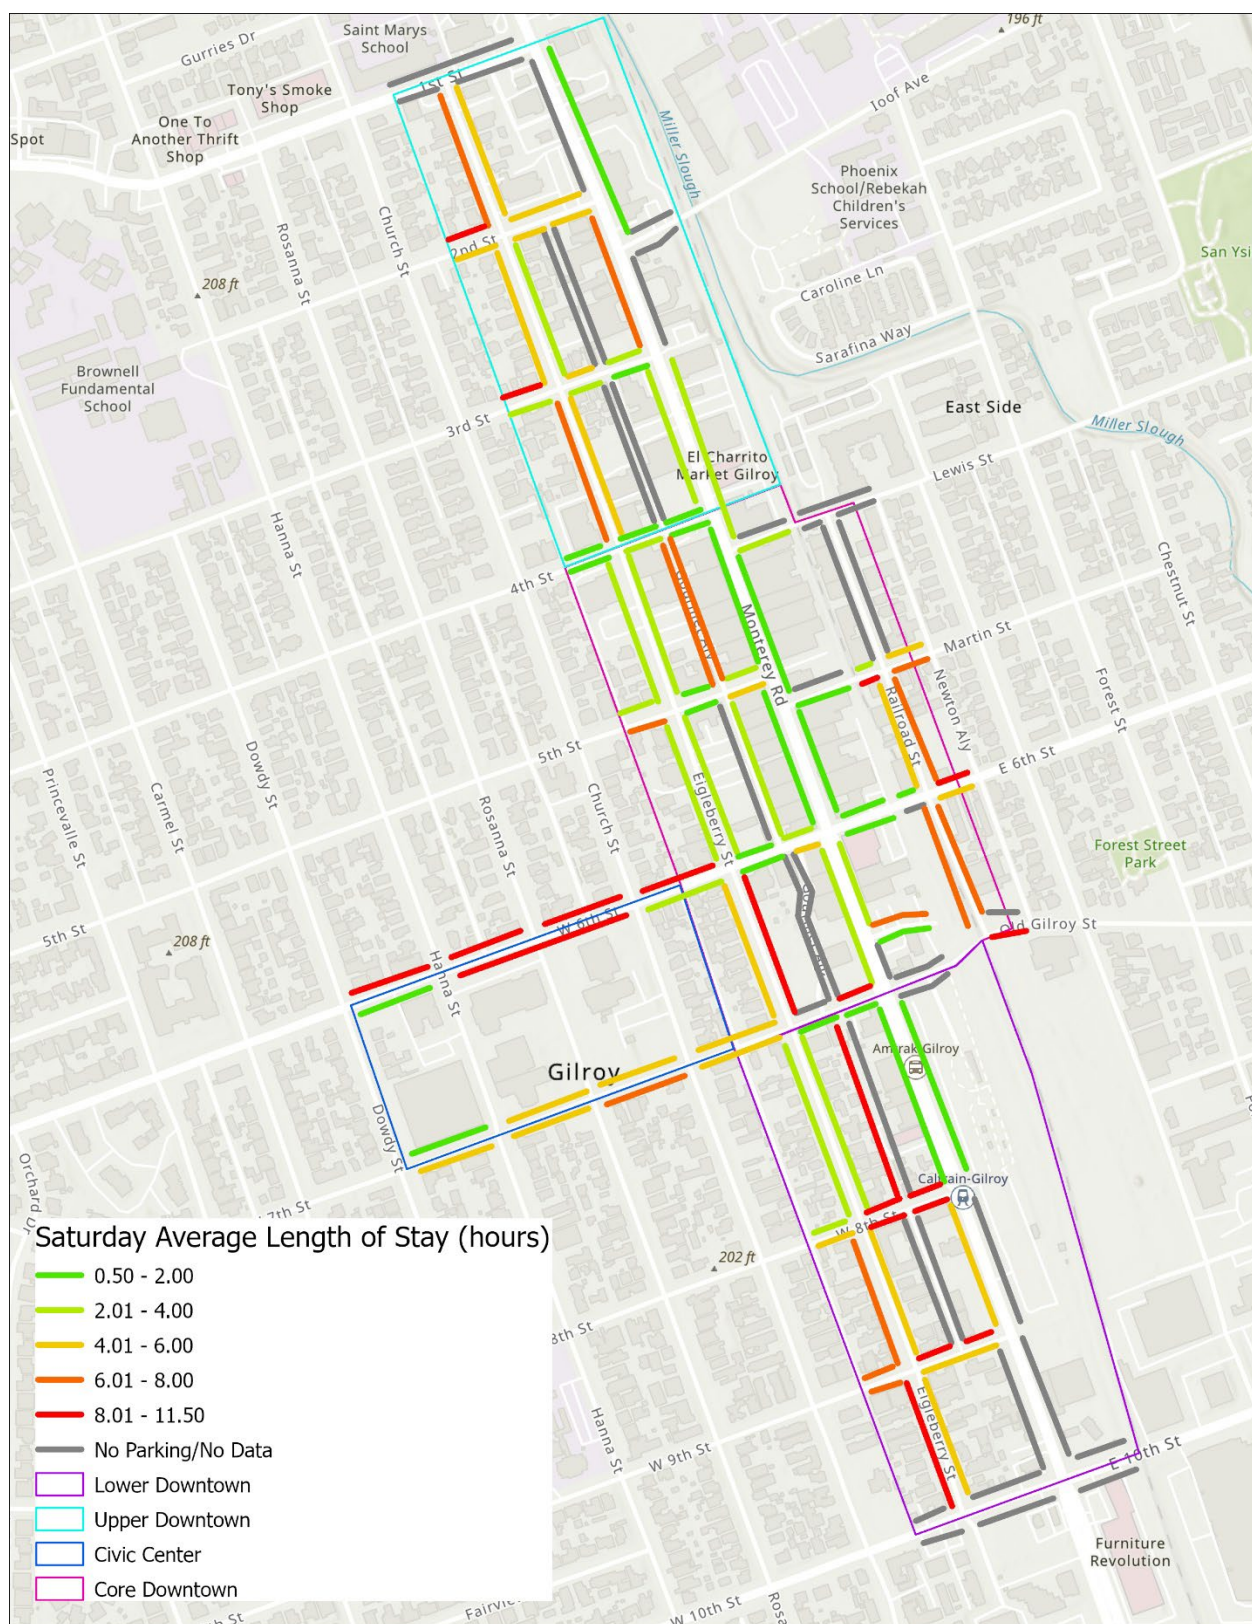 196 ft
Saint Marys
School
Gurries Dr
1st St
Tony's Smoke
Shop
Ioof Ave
One To
Another Thrift
Shop
Spot
Miller Slough
Phoenix
School/Rebekah
Children's
Services
Church St
Rosanna St
2nd St
San Ysi
208 ft
Caroline Ln
Sarafina Way
Brownell
Fundamental
School
East Side
3rd St
Miller Slough
El Charrito
Market Gilroy
Lewis St
Hanna St
4th St
Chestnut St
Monterey Rd
Martin St
Newton Aly
Railroad St
Forest St
5th St
Dowdy St
E 6th St
Princevalle St
Carmel St
Rosanna St
Church St
Eigleberry St
Forest Street
Park
W 6th St
Old Gilroy St
5th St
208 ft
Hanna St
Amtrak-Gilroy
Gilroy
Dowdy St
Caltrain-Gilroy
7th St
W 8th St
202 ft
Saturday Average Length of Stay (hours)
0.50 - 2.00
2.01 - 4.00
4.01 - 6.00
6.01 - 8.00
8.01 - 11.50
No Parking/No Data
Lower Downtown
Upper Downtown
Civic Center
Core Downtown
8th St
Hanna St
Eigleberry St
W 9th St
E 10th St
Furniture
Revolution
W 10th St